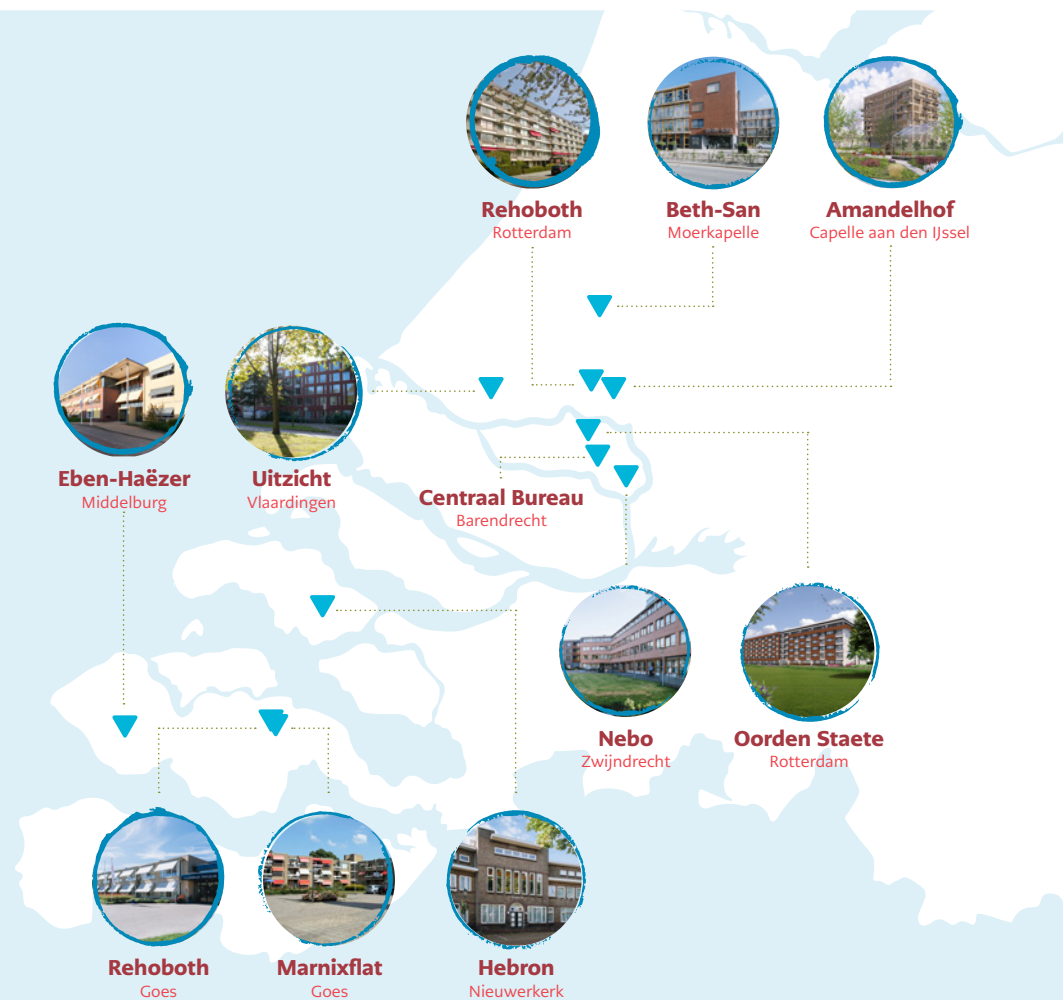 Rehoboth
Rotterdam
Beth-San
Moerkapelle
Amandelhof
Capelle aan den IJssel
Eben-Haëzer
Middelburg
Uitzicht
Vlaardingen
Centraal Bureau
Barendrecht
Nebo
Zwijndrecht
Oorden Staete
Rotterdam
Rehoboth
Goes
Marnixflat
Goes
Hebron
Nieuwerkerk